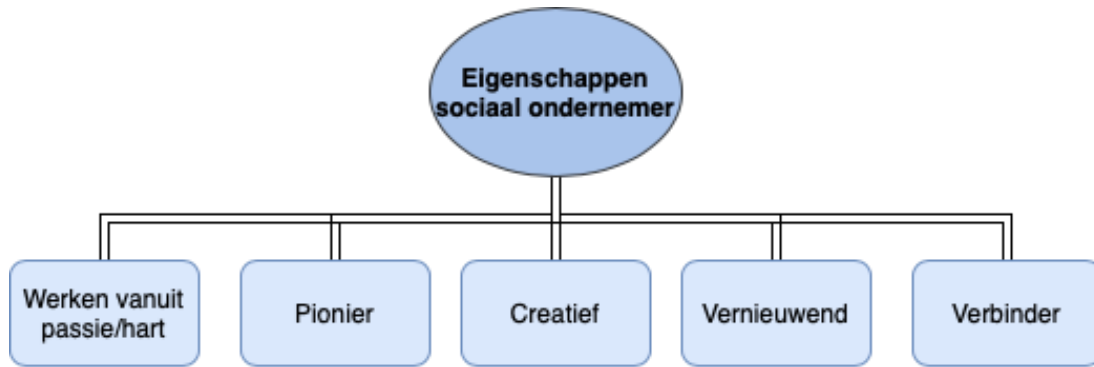 Eigenschappen
sociaal ondernemer
Werken vanuit
passie/hart
Pionier
Creatief
Vernieuwend
Verbinder